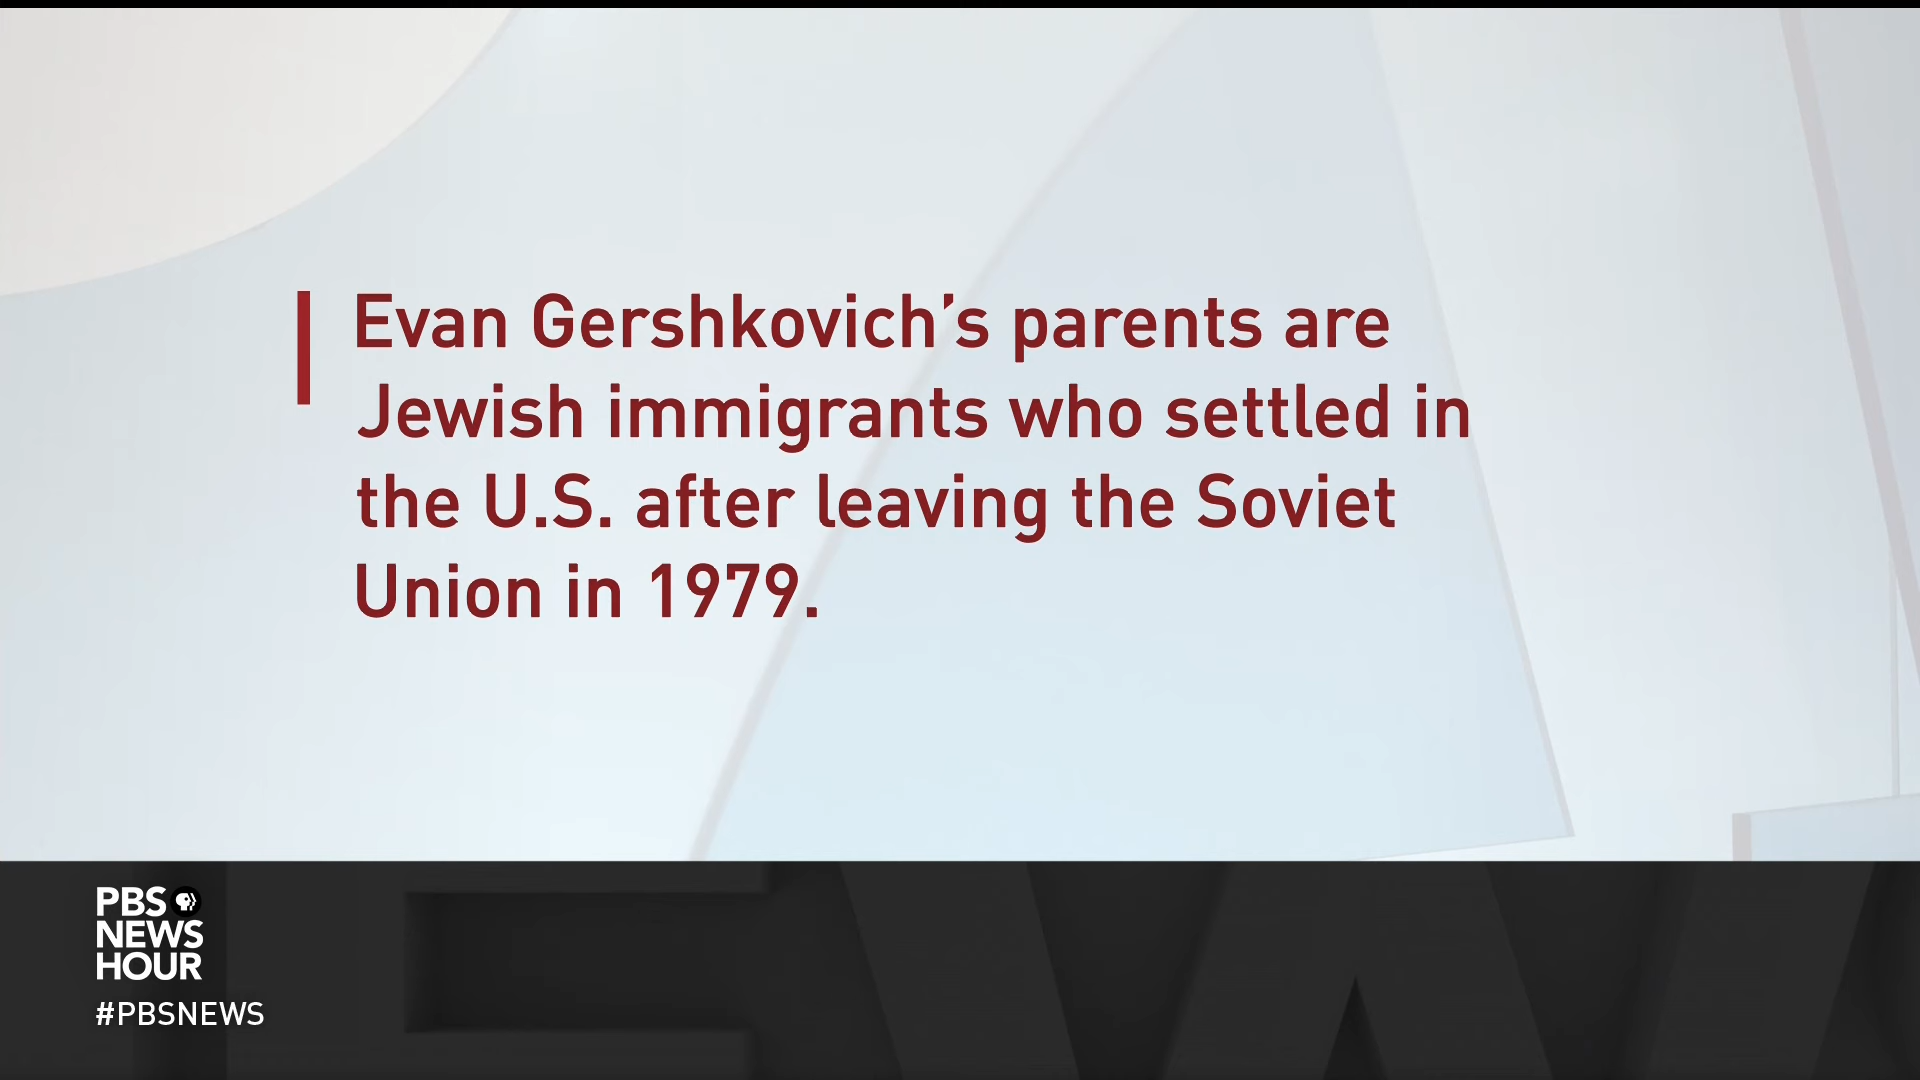 Evan Gershkovich’s parents are
Jewish immigrants who settled in
the U.S. after leaving the Soviet
Union in 1979.
PBS
NEWS
HOUR
#PBSNEWS